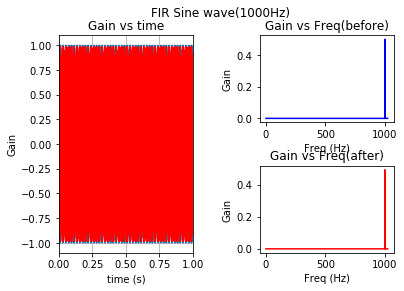 FIR Sine wave(1000Hz)
Gain vs time
1.00
0.75
0.50
0.25
0.00
−0.25
−0.50
−0.75
−1.00
Gain
0.00 0.25 0.50 0.75 1.00
time (s)
Gain vs Freq(before)
0.4
0.2
0.0
Gain
0 500 1000
Freq (Hz)
Gain vs Freq(after)
0.4
0.2
0.0
Gain
0 500 1000
Freq (Hz)